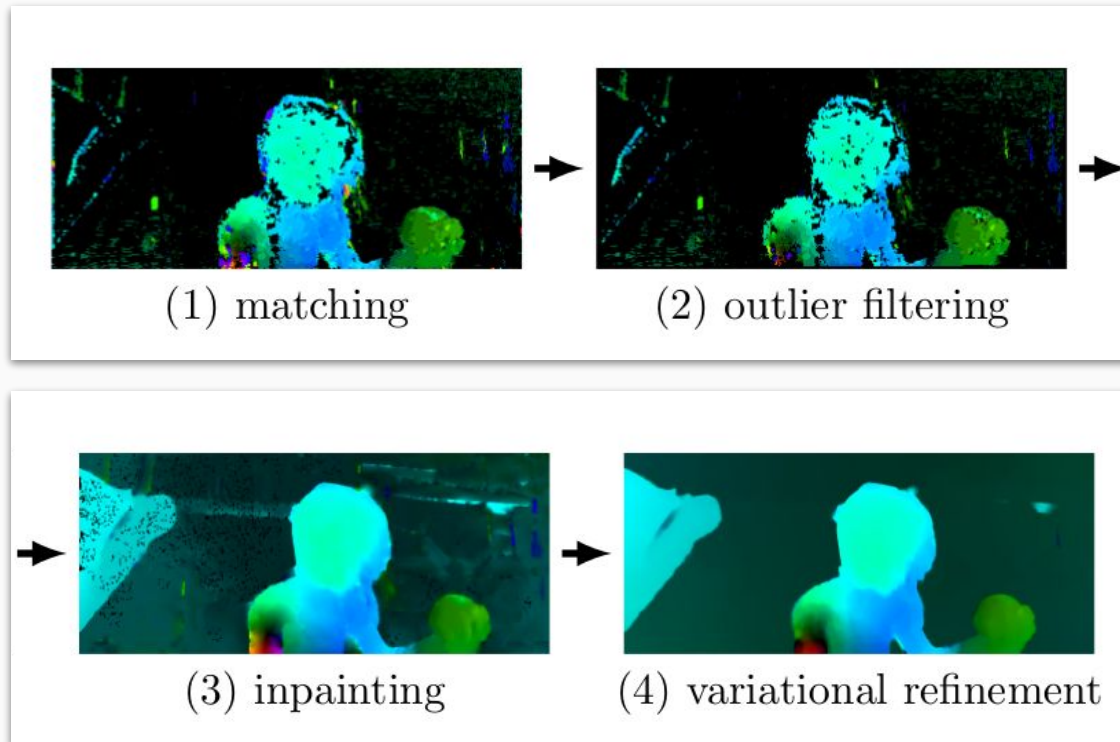 (1) matching
(2) outlier filtering
(3) inpainting
(4) variational refinement